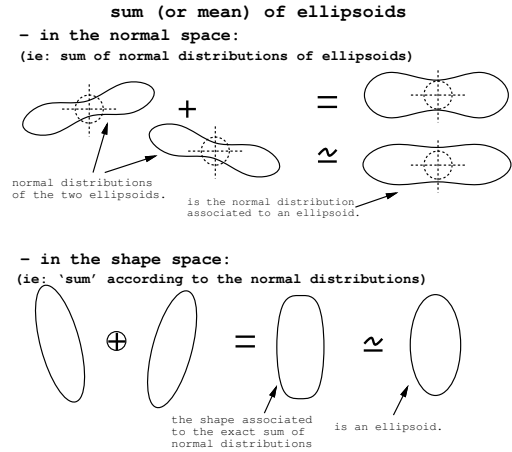 sum (or mean) of ellipsoids
– in the normal space:
(ie: sum of normal distributions of ellipsoids)
+
=
≃
normal distributions
of the two ellipsoids.
is the normal distribution
associated to an ellipsoid.
– in the shape space:
(ie: ‘sum’ according to the normal distributions)
⊕ = ≃
the shape associated
to the exact sum of
normal distributions
is an ellipsoid.